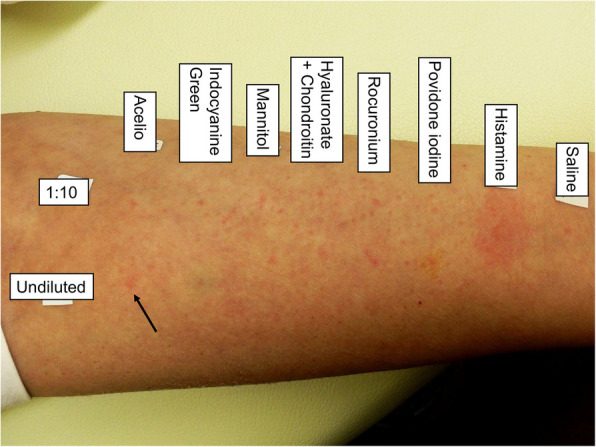 Acelio
Indocyanine
Green
Mannitol
Hyaluronate
+ Chondroitin
Rocuronium
Povidone iodine
Histamine
Saline
1:10
Undiluted